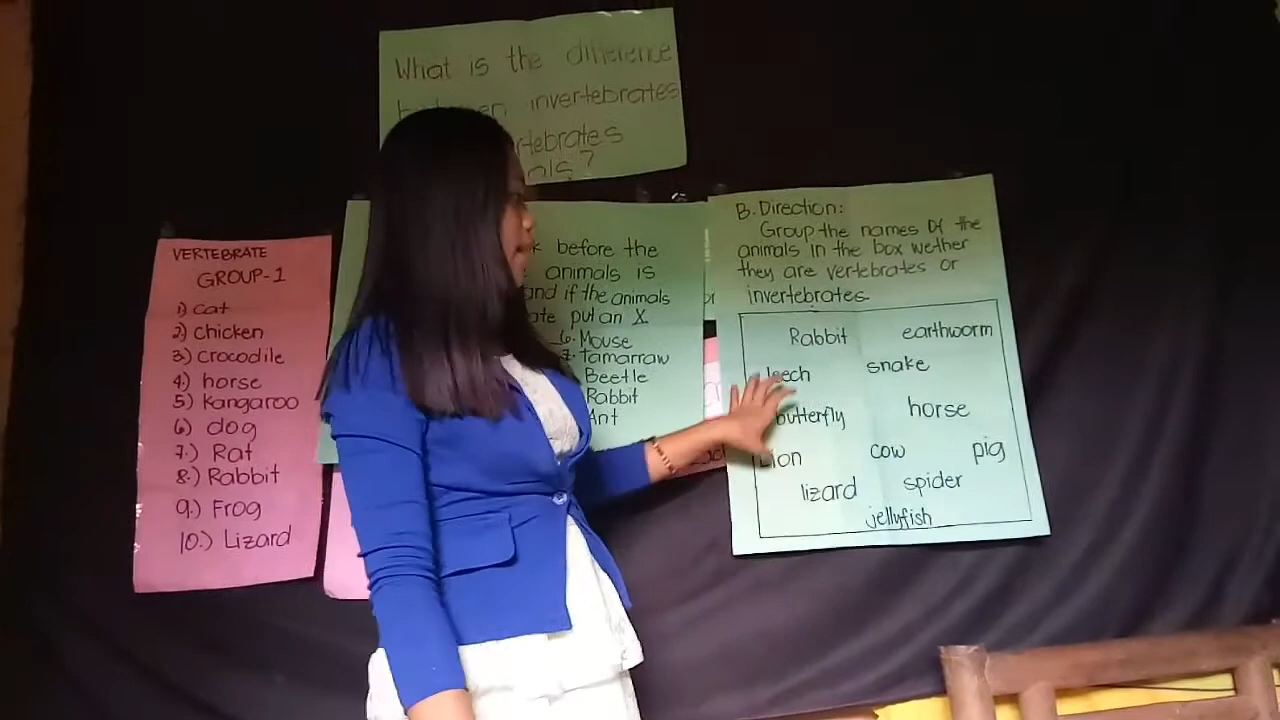 What is the difference
invertebrates
nals?
VERTEBRATE
GROUP-1
1) cat
2) chicken
3) crocodile
4) horse
5) kangaroo
6) dog
7.) Rat
8.) Rabbit
9.) Frog
10.) Lizard
before the
animals is
and if the animals
put an X
6. Mouse
7. Tamarraw
Beetle
Rabbit
Ant
B. Direction:
Group the names of the
animals in the box wether
they are vertebrates or
invertebrates.
Rabbit earthworm
leech snake
butterfly horse
Lion cow pig
lizard spider
jellyfish